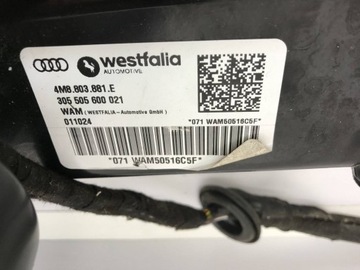 westfalia
AUTOMOTIVE
4M8.803.881.E
305 505 600 021
WAM (WESTFALIA-Automotive GmbH)
011024
*071 WAM50516C5F*
*071 WAM50516C5F*